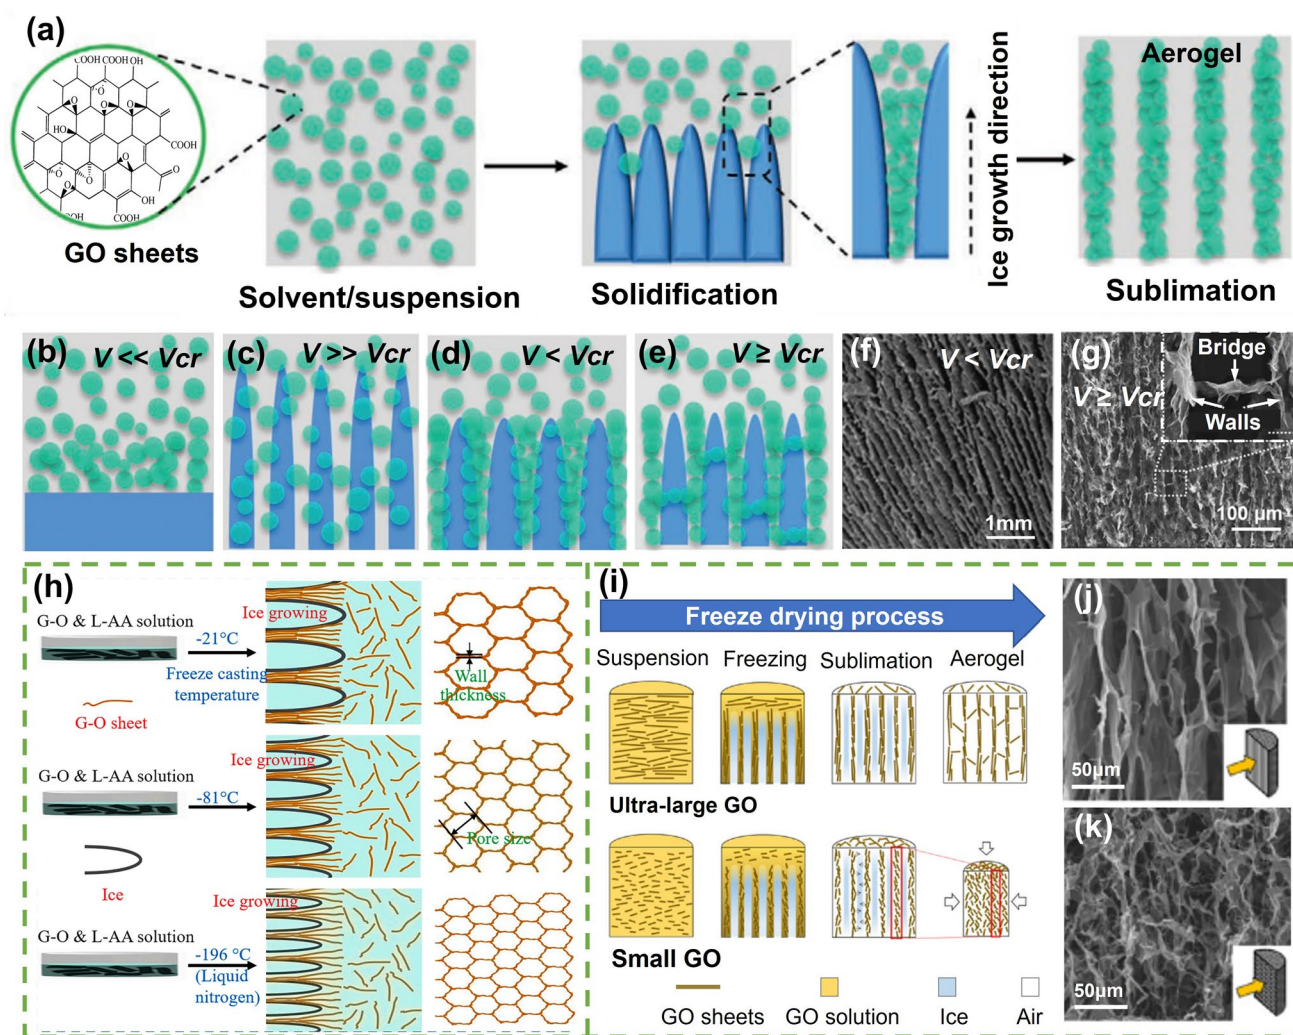 (a)
COOH
COOH OH
O
O
O
O
HO
COOH
O
O
O
O
OH
OOH
COOH
GO sheets
Solvent/suspension
Solidification
Ice growth direction
Aerogel
Sublimation
(b) V << Vcr
(c) V >> Vcr
(d) V < Vcr
(e) V ≥ Vcr
(f) V < Vcr
1mm
(g)
V ≥ Vcr
Bridge
Walls
100 µm
(h)
G-O & L-AA solution
-21°C
Freeze casting
temperature
G-O sheet
Ice growing
Wall
thickness
G-O & L-AA solution
-81°C
Ice growing
Pore size
Ice
G-O & L-AA solution
-196 °C
(Liquid
nitrogen)
Ice growing
(i)
Freeze drying process
Suspension Freezing Sublimation Aerogel
Ultra-large GO
Small GO
GO sheets GO solution Ice Air
(j)
50µm
(k)
50µm